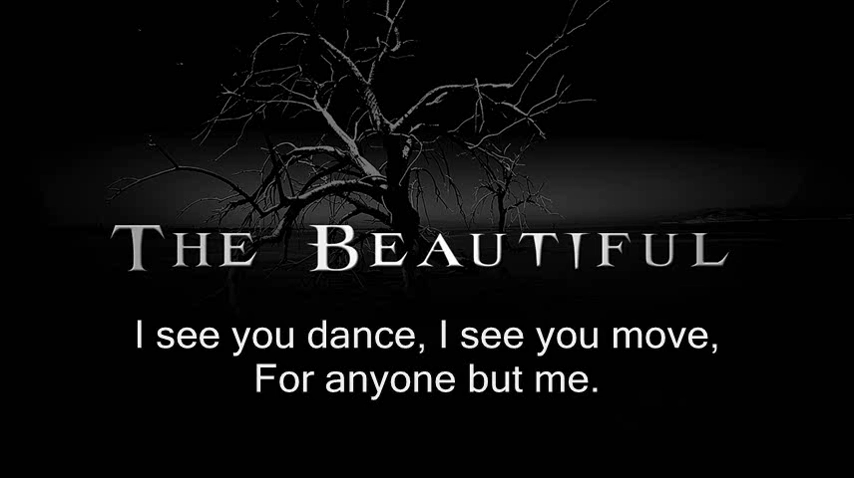 THE BEAUTIFUL
I see you dance, I see you move,
For anyone but me.